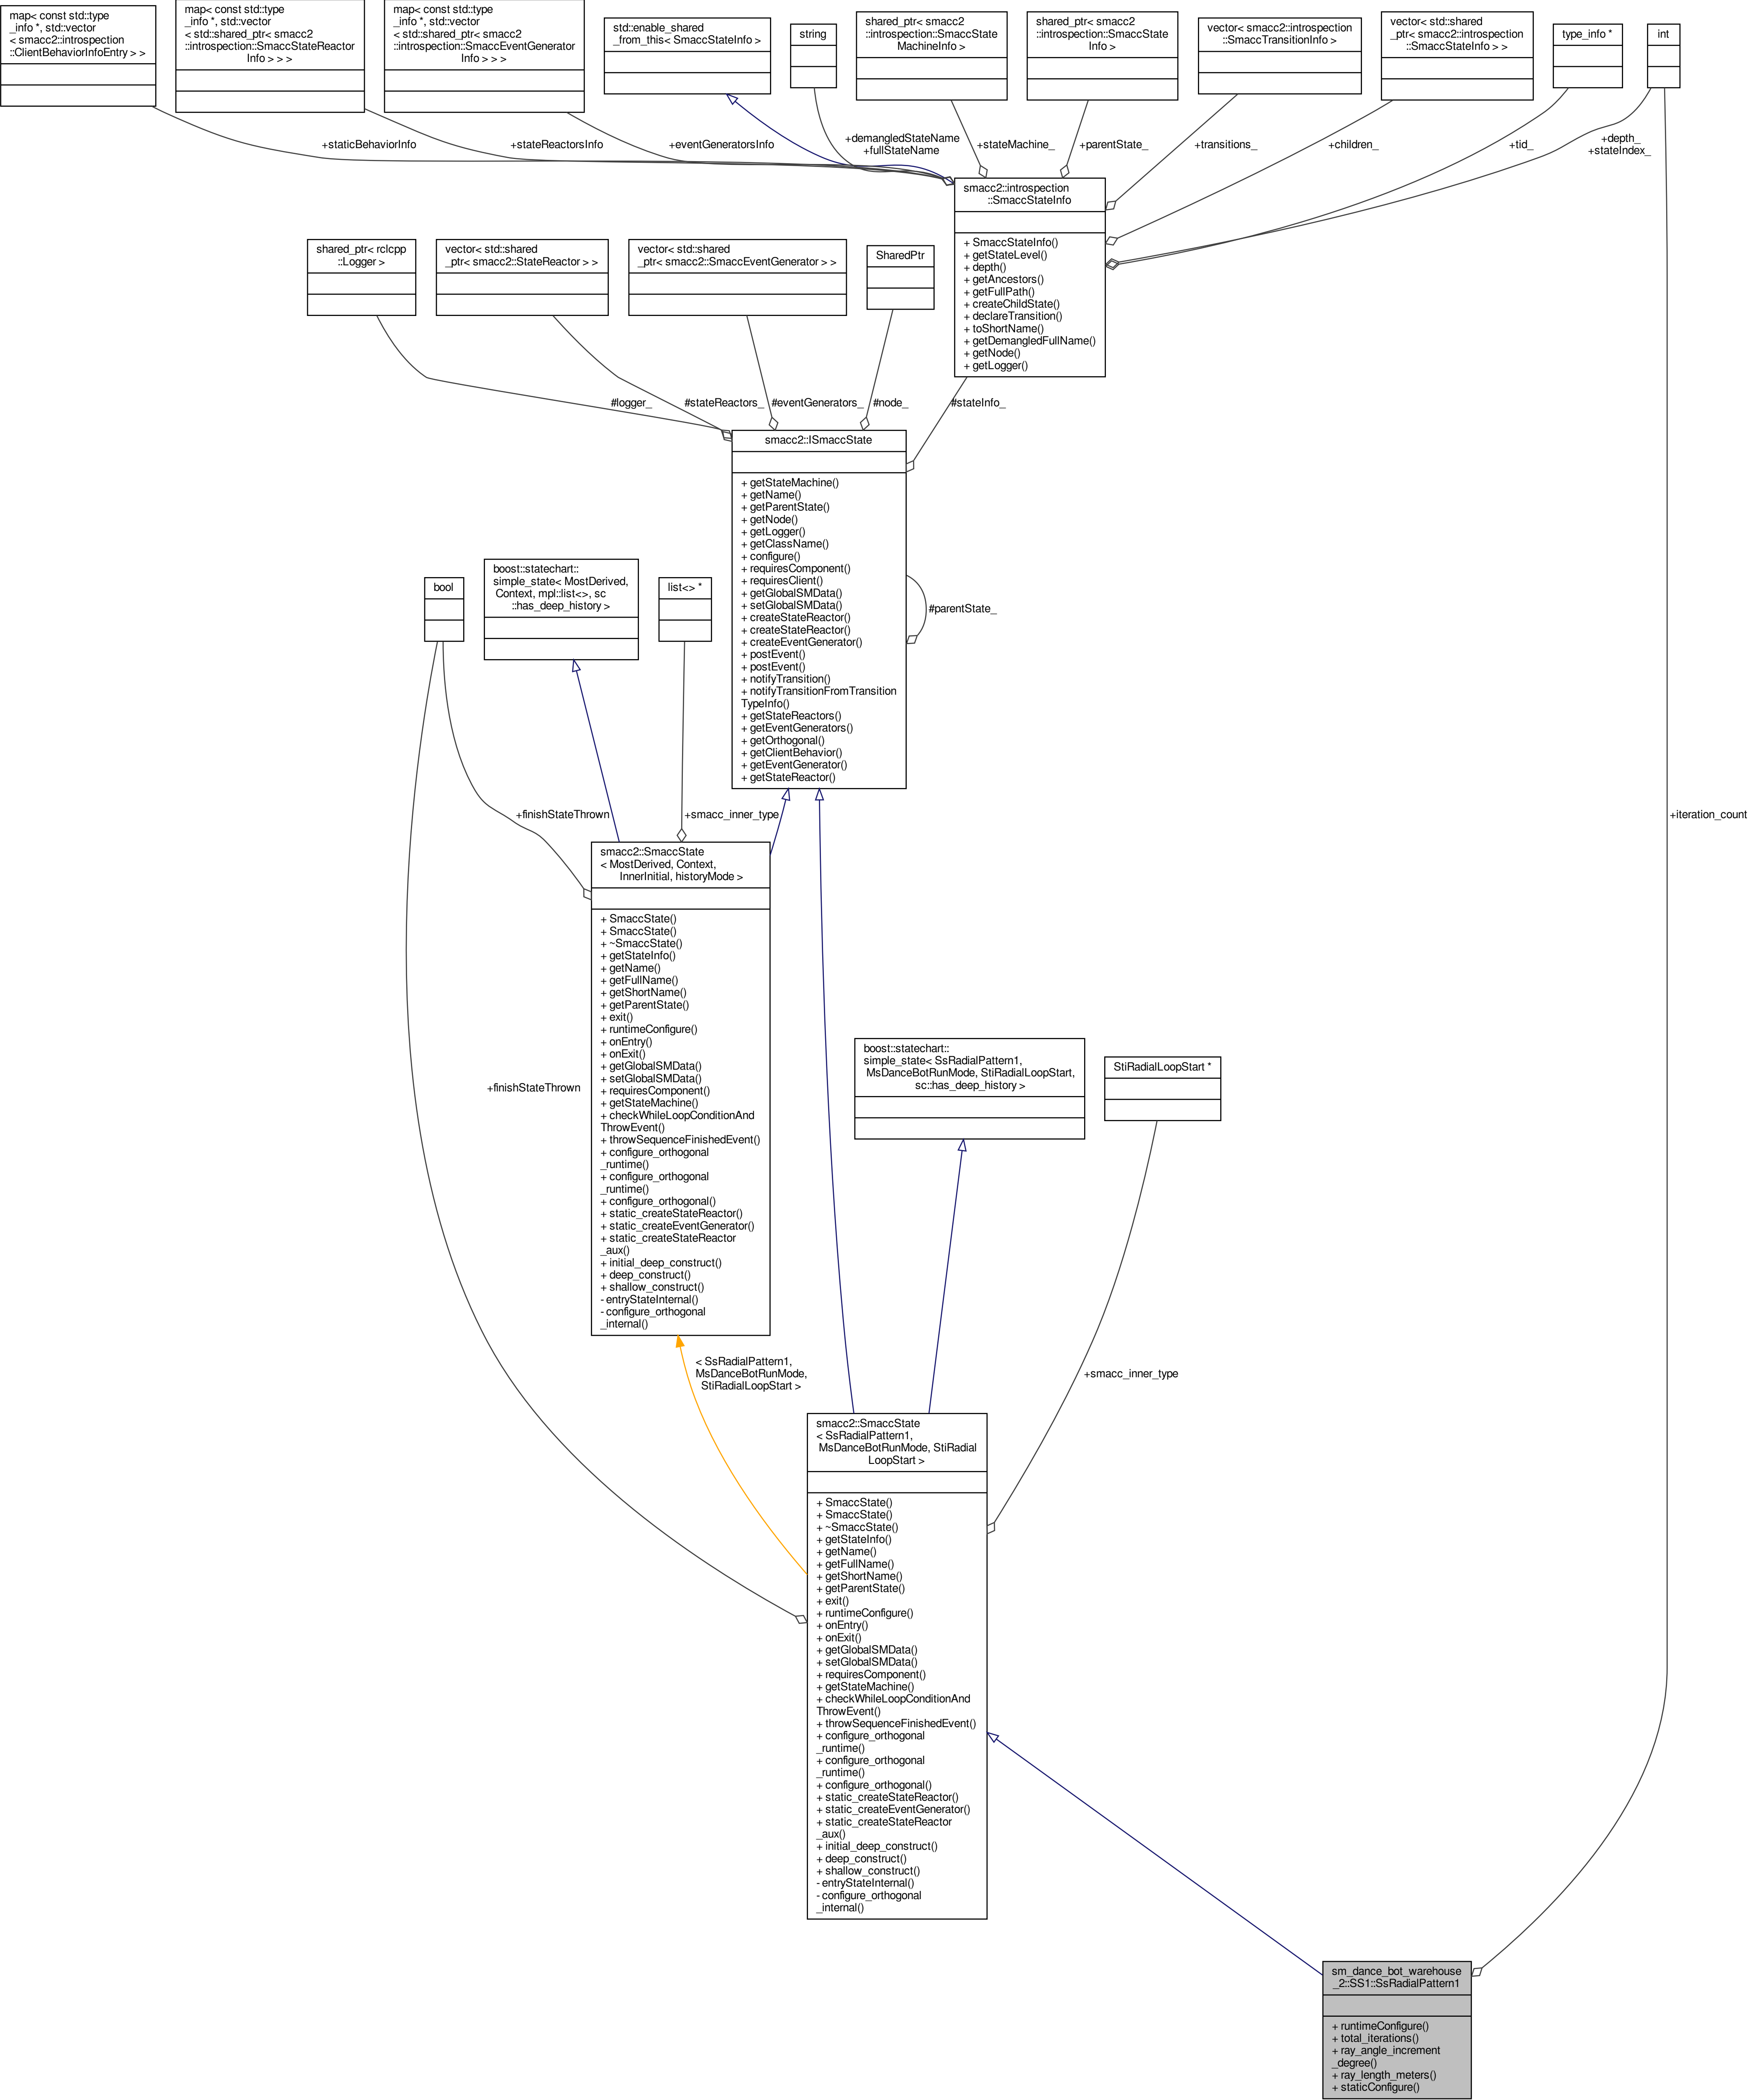 map< const std::type
_info *, std::vector
< smacc2::introspection
::ClientBehaviorInfoEntry > >
map< const std::type
_info *, std::vector
< std::shared_ptr< smacc2
::introspection::SmaccStateReactor
Info > > >
map< const std::type
_info *, std::vector
< std::shared_ptr< smacc2
::introspection::SmaccEventGenerator
Info > > >
std::enable_shared
_from_this< SmaccStateInfo >
string
shared_ptr< smacc2
::introspection::SmaccState
MachineInfo >
shared_ptr< smacc2
::introspection::SmaccState
Info >
vector< smacc2::introspection
::SmaccTransitionInfo >
vector< std::shared
_ptr< smacc2::introspection
::SmaccStateInfo > >
type_info *
int
+staticBehaviorInfo
+stateReactorsInfo
+eventGeneratorsInfo
+demangledStateName
+fullStateName
+stateMachine_
+parentState_
+transitions_
+children_
+tid_
+depth_
+stateIndex_
smacc2::introspection
::SmaccStateInfo
+ SmaccStateInfo()
+ getStateLevel()
+ depth()
+ getAncestors()
+ getFullPath()
+ createChildState()
+ declareTransition()
+ toShortName()
+ getDemangledFullName()
+ getNode()
+ getLogger()
shared_ptr< rclcpp
::Logger >
vector< std::shared
_ptr< smacc2::StateReactor > >
vector< std::shared
_ptr< smacc2::SmaccEventGenerator > >
SharedPtr
#logger_
#stateReactors_
#eventGenerators_
#node_
#stateInfo_
smacc2::ISmaccState
+ getStateMachine()
+ getName()
+ getParentState()
+ getNode()
+ getLogger()
+ getClassName()
+ configure()
+ requiresComponent()
+ requiresClient()
+ getGlobalSMData()
+ setGlobalSMData()
+ createStateReactor()
+ createStateReactor()
+ createEventGenerator()
+ postEvent()
+ postEvent()
+ notifyTransition()
+ notifyTransitionFromTransition
TypeInfo()
+ getStateReactors()
+ getEventGenerators()
+ getOrthogonal()
+ getClientBehavior()
+ getEventGenerator()
+ getStateReactor()
#parentState_
bool
boost::statechart::
simple_state< MostDerived,
Context, mpl::list<>, sc
::has_deep_history >
list<> *
+finishStateThrown
+smacc_inner_type
+iteration_count
smacc2::SmaccState
< MostDerived, Context,
InnerInitial, historyMode >
+ SmaccState()
+ SmaccState()
+ ~SmaccState()
+ getStateInfo()
+ getName()
+ getFullName()
+ getShortName()
+ getParentState()
+ exit()
+ runtimeConfigure()
+ onEntry()
+ onExit()
+ getGlobalSMData()
+ setGlobalSMData()
+ requiresComponent()
+ getStateMachine()
+ checkWhileLoopConditionAnd
ThrowEvent()
+ throwSequenceFinishedEvent()
+ configure_orthogonal
_runtime()
+ configure_orthogonal
_runtime()
+ configure_orthogonal()
+ static_createStateReactor()
+ static_createEventGenerator()
+ static_createStateReactor
_aux()
+ initial_deep_construct()
+ deep_construct()
+ shallow_construct()
- entryStateInternal()
- configure_orthogonal
_internal()
+finishStateThrown
boost::statechart::
simple_state< SsRadialPattern1,
MsDanceBotRunMode, StiRadialLoopStart,
sc::has_deep_history >
StiRadialLoopStart *
< SsRadialPattern1,
MsDanceBotRunMode,
StiRadialLoopStart >
+smacc_inner_type
smacc2::SmaccState
< SsRadialPattern1,
MsDanceBotRunMode, StiRadial
LoopStart >
+ SmaccState()
+ SmaccState()
+ ~SmaccState()
+ getStateInfo()
+ getName()
+ getFullName()
+ getShortName()
+ getParentState()
+ exit()
+ runtimeConfigure()
+ onEntry()
+ onExit()
+ getGlobalSMData()
+ setGlobalSMData()
+ requiresComponent()
+ getStateMachine()
+ checkWhileLoopConditionAnd
ThrowEvent()
+ throwSequenceFinishedEvent()
+ configure_orthogonal
_runtime()
+ configure_orthogonal
_runtime()
+ configure_orthogonal()
+ static_createStateReactor()
+ static_createEventGenerator()
+ static_createStateReactor
_aux()
+ initial_deep_construct()
+ deep_construct()
+ shallow_construct()
- entryStateInternal()
- configure_orthogonal
_internal()
sm_dance_bot_warehouse
_2::SS1::SsRadialPattern1
+ runtimeConfigure()
+ total_iterations()
+ ray_angle_increment
_degree()
+ ray_length_meters()
+ staticConfigure()